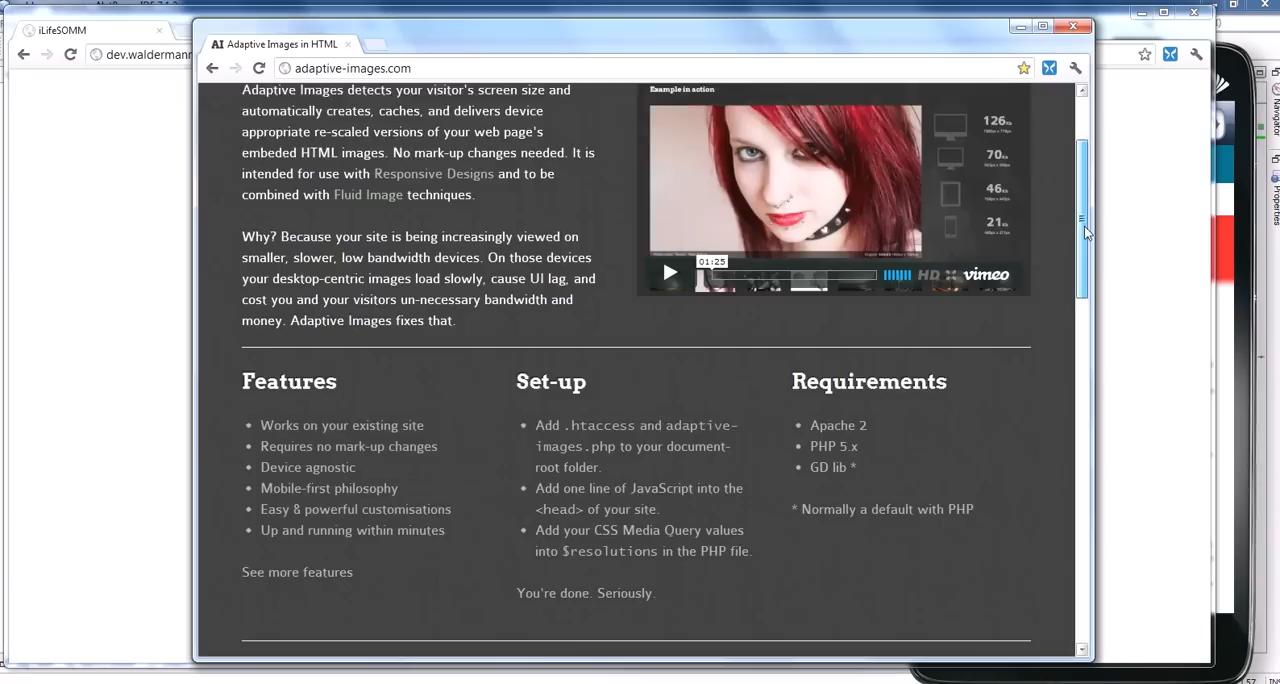 iLifeSOMM
dev.waldermann
AI Adaptive Images in HTML
adaptive-images.com
Adaptive Images detects your visitor's screen size and
automatically creates, caches, and delivers device
appropriate re-scaled versions of your web page's
embeded HTML images. No mark-up changes needed. It is
intended for use with Responsive Designs and to be
combined with Fluid Image techniques.
Why? Because your site is being increasingly viewed on
smaller, slower, low bandwidth devices. On those devices
your desktop-centric images load slowly, cause UI lag, and
cost you and your visitors un-necessary bandwidth and
money. Adaptive Images fixes that.
Example in action
126Kb
70Kb
46Kb
21Kb
01:25
HD
vimeo
Features
• Works on your existing site
• Requires no mark-up changes
• Device agnostic
• Mobile-first philosophy
• Easy & powerful customisations
• Up and running within minutes
See more features
Set-up
• Add .htaccess and adaptive-
images.php to your document-
root folder.
• Add one line of JavaScript into the
<head> of your site.
• Add your CSS Media Query values
into $resolutions in the PHP file.
You're done. Seriously.
Requirements
• Apache 2
• PHP 5.x
• GD lib *
* Normally a default with PHP
Navigator
Properties